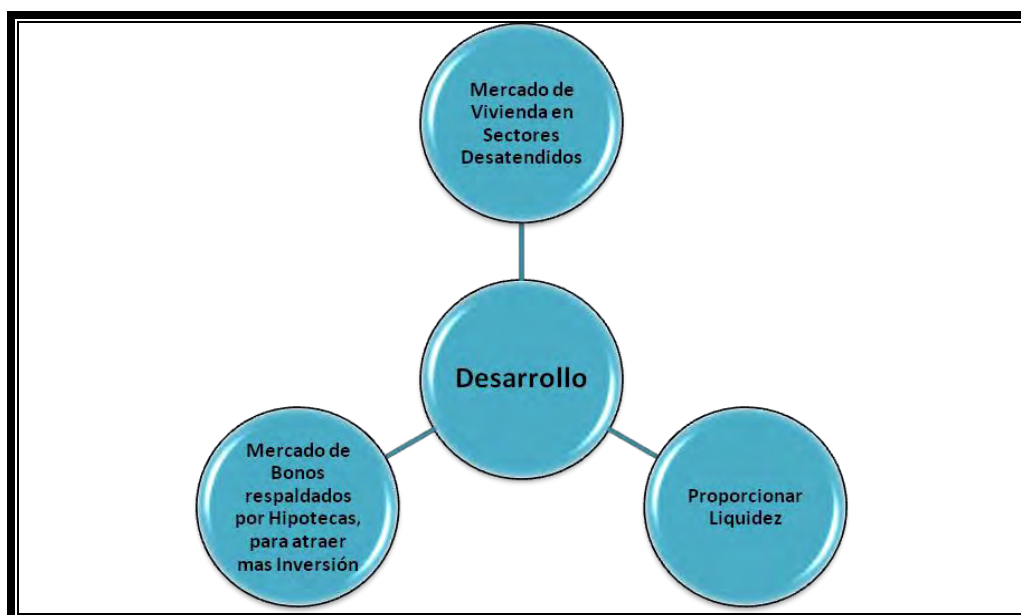 Mercado de
Vivienda en
Sectores
Desatendidos
Desarrollo
Mercado de
Bonos
respaldados
por Hipotecas,
para atraer
mas Inversión
Proporcionar
Liquidez